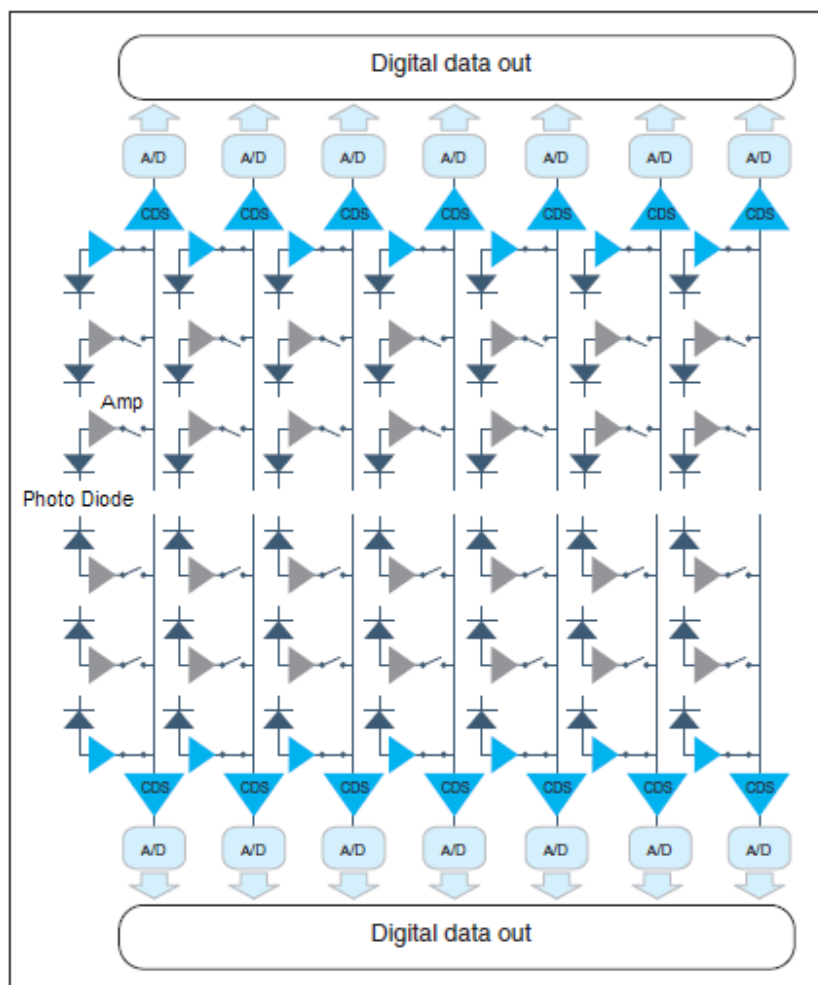 Digital data out
A/D A/D A/D A/D A/D A/D A/D
CDS CDS CDS CDS CDS CDS CDS
Amp
Photo Diode
CDS CDS CDS CDS CDS CDS CDS
A/D A/D A/D A/D A/D A/D A/D
Digital data out